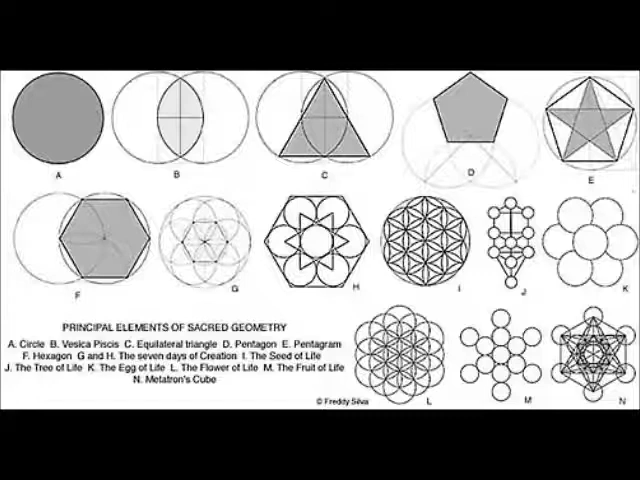 A
B
C
D
E
F
G
H
I
J
K
PRINCIPAL ELEMENTS OF SACRED GEOMETRY
A. Circle B. Vesica Piscis C. Equilateral triangle D. Pentagon E. Pentagram
F. Hexagon G and H. The seven days of Creation I. The Seed of Life
J. The Tree of Life K. The Egg of Life L. The Flower of Life M. The Fruit of Life
N. Metatron's Cube
© Freddy Silva
L
M
N